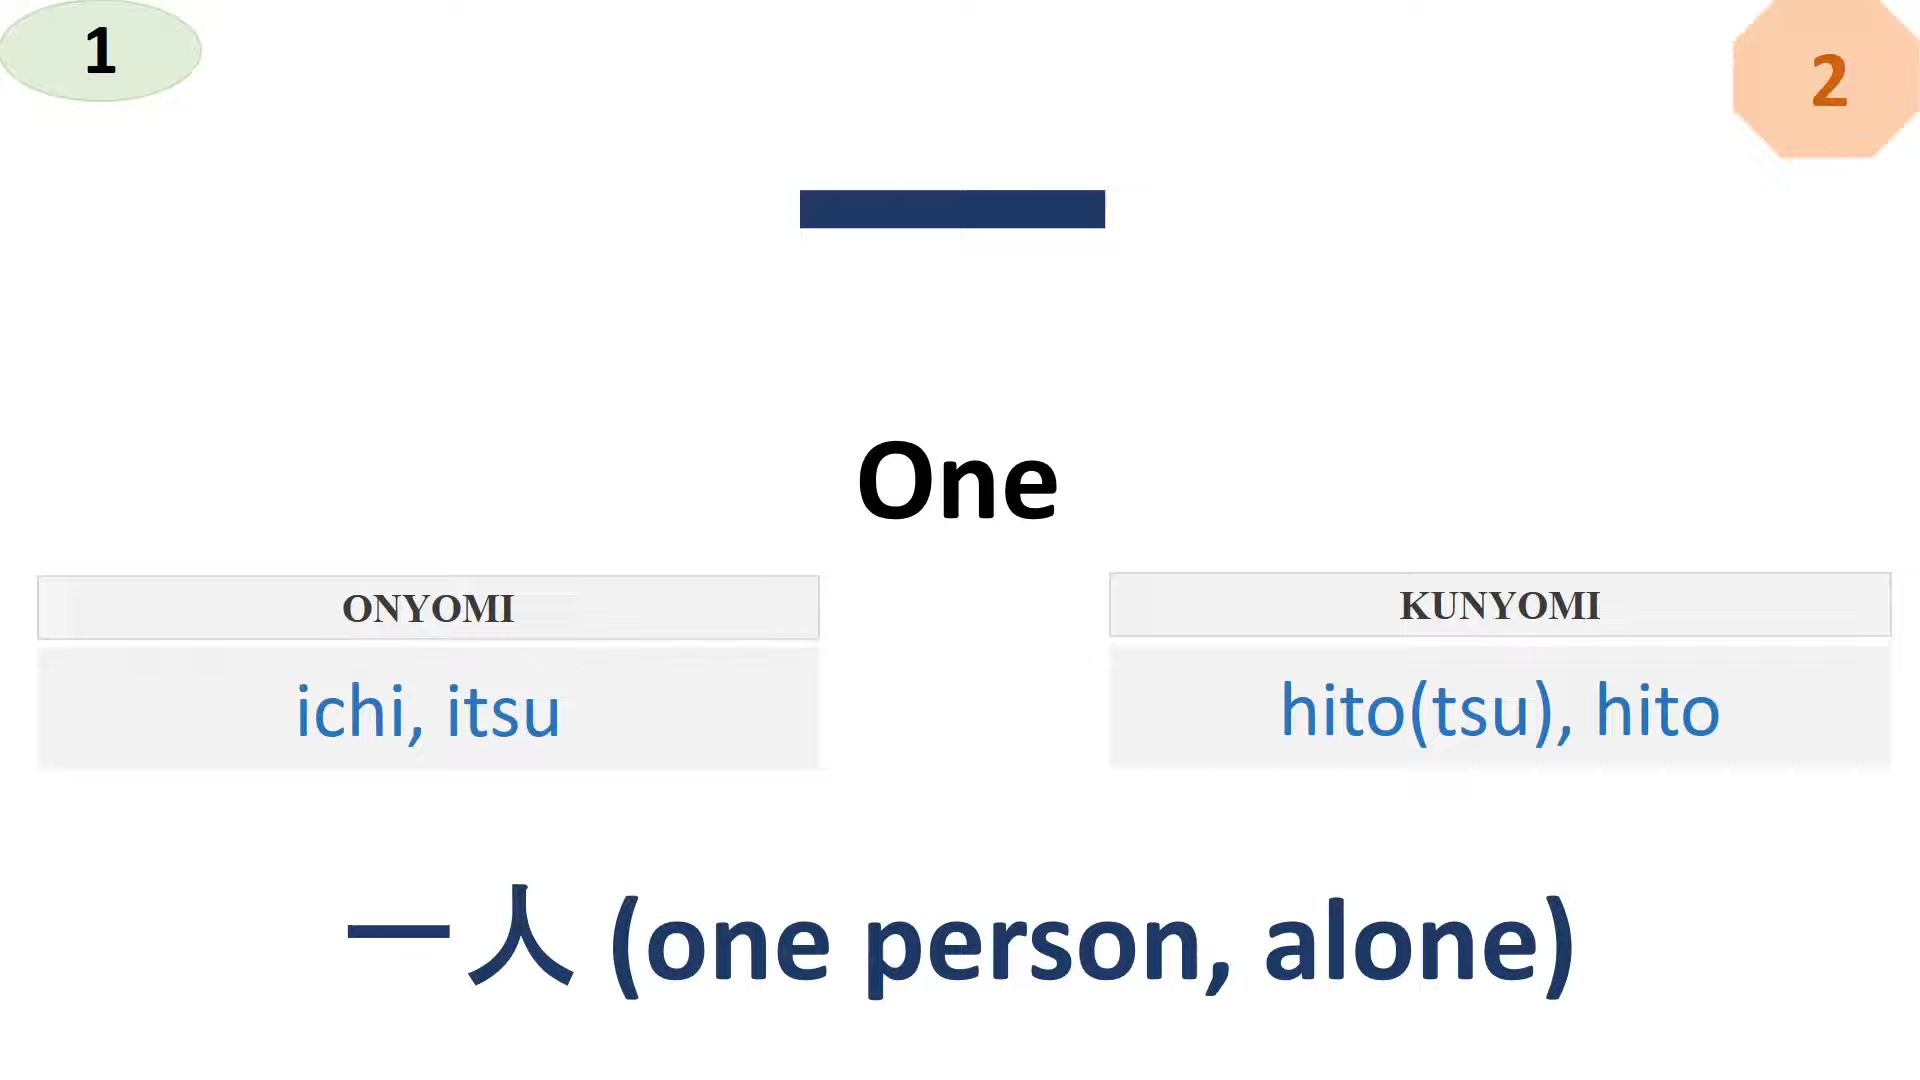 1
2
一
One
ONYOMI
KUNYOMI
ichi, itsu
hito(tsu), hito
一人 (one person, alone)